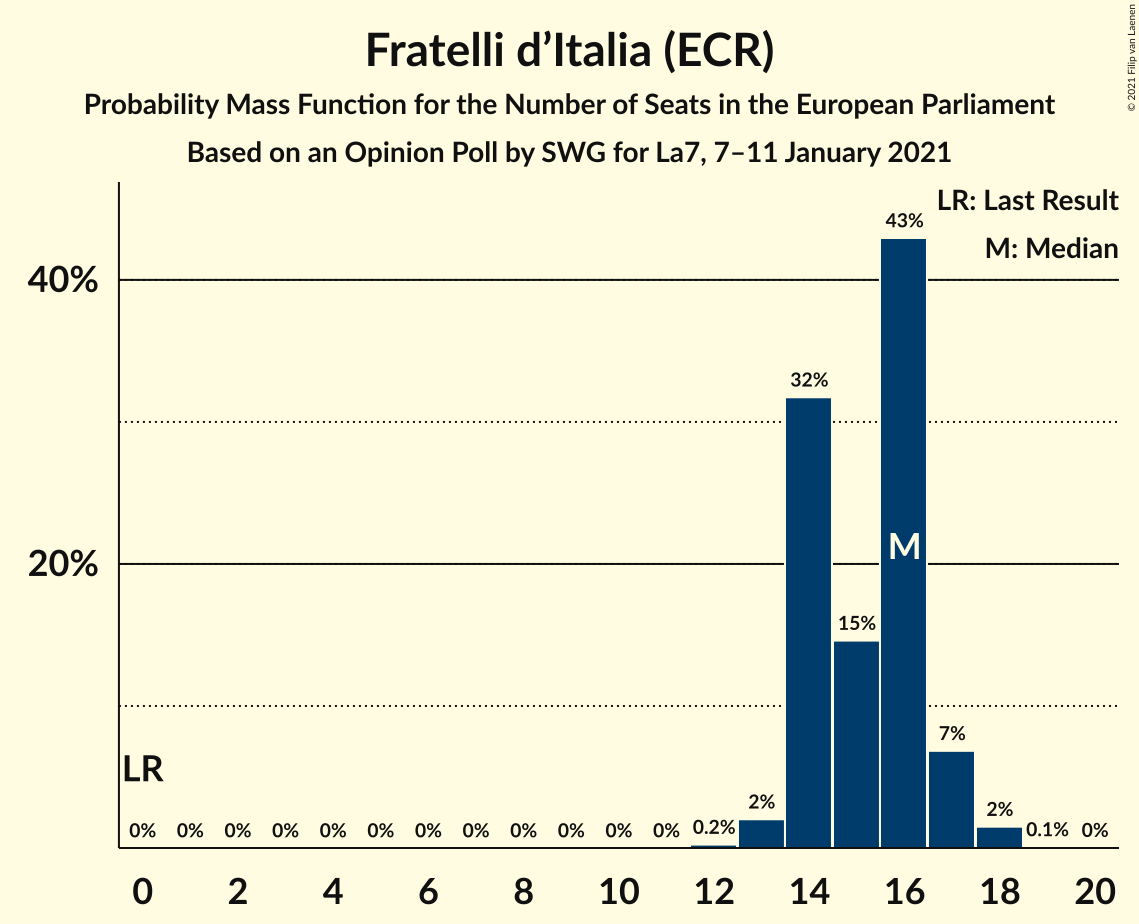 Fratelli d’Italia (ECR)
Probability Mass Function for the Number of Seats in the European Parliament
Based on an Opinion Poll by SWG for La7, 7–11 January 2021
© 2021 Filip van Laenen
LR: Last Result
M: Median
40%
20%
43%
32%
15%
7%
2%
2%
0.2%
0.1%
M
LR
0% 0% 0% 0% 0% 0% 0% 0% 0% 0% 0% 0% 0%
0 2 4 6 8 10 12 14 16 18 20